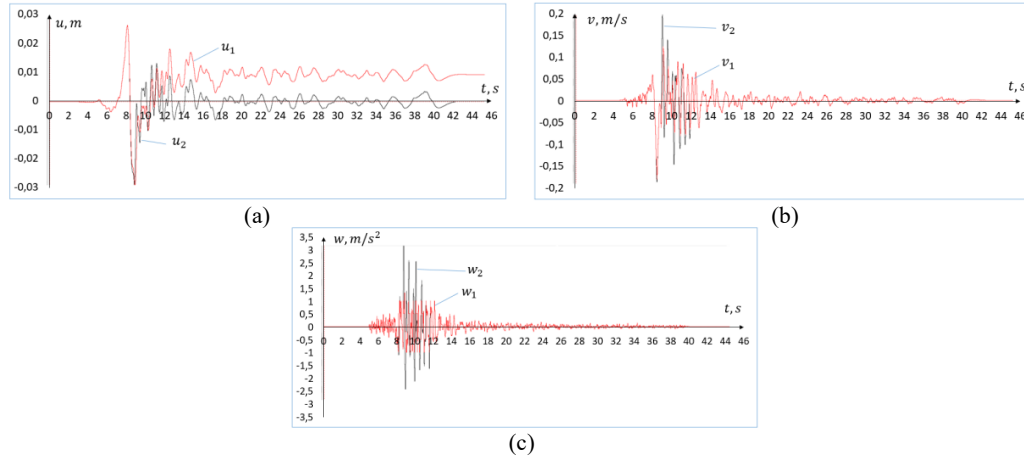 0,03
u, m
0,02
u₁
0,01
t, s
0
0 2 4 6 8 10 12 14 16 18 20 22 24 26 28 30 32 34 36 38 40 42 44 46
-0,01
u₂
-0,02
-0,03
(a)
0,2
v, m/s
v₂
0,15
0,1
v₁
0,05
t, s
0
0 2 4 6 8 10 12 14 16 18 20 22 24 26 28 30 32 34 36 38 40 42 44 46
-0,05
-0,1
-0,15
-0,2
(b)
3,5
w, m/s²
3
2,5
w₂
2
1,5
w₁
1
0,5
t, s
0
-0,5
0 2 4 6 8 10 12 14 16 18 20 22 24 26 28 30 32 34 36 38 40 42 44 46
-1
-1,5
-2
-2,5
-3
-3,5
(c)